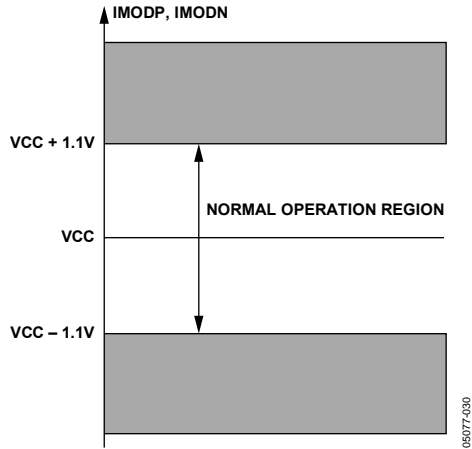 IMODP, IMODN
VCC + 1.1V
NORMAL OPERATION REGION
VCC
VCC – 1.1V
05077-030